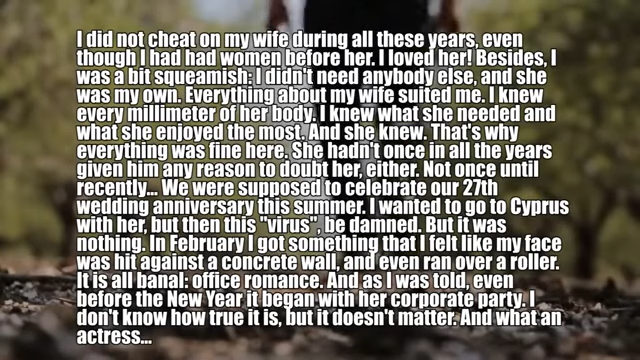 I did not cheat on my wife during all these years, even
though I had had women before her. I loved her! Besides, I
was a bit squeamish: I didn't need anybody else, and she
was my own. Everything about my wife suited me. I knew
every millimeter of her body. I knew what she needed and
what she enjoyed the most. And she knew. That's why
everything was fine here. She hadn't once in all the years
given him any reason to doubt her, either. Not once until
recently... We were supposed to celebrate our 27th
wedding anniversary this summer. I wanted to go to Cyprus
with her, but then this "virus", be damned. But it was
nothing. In February I got something that I felt like my face
was hit against a concrete wall, and even ran over a roller.
It is all banal: office romance. And as I was told, even
before the New Year it began with her corporate party. I
don't know how true it is, but it doesn't matter. And what an
actress...